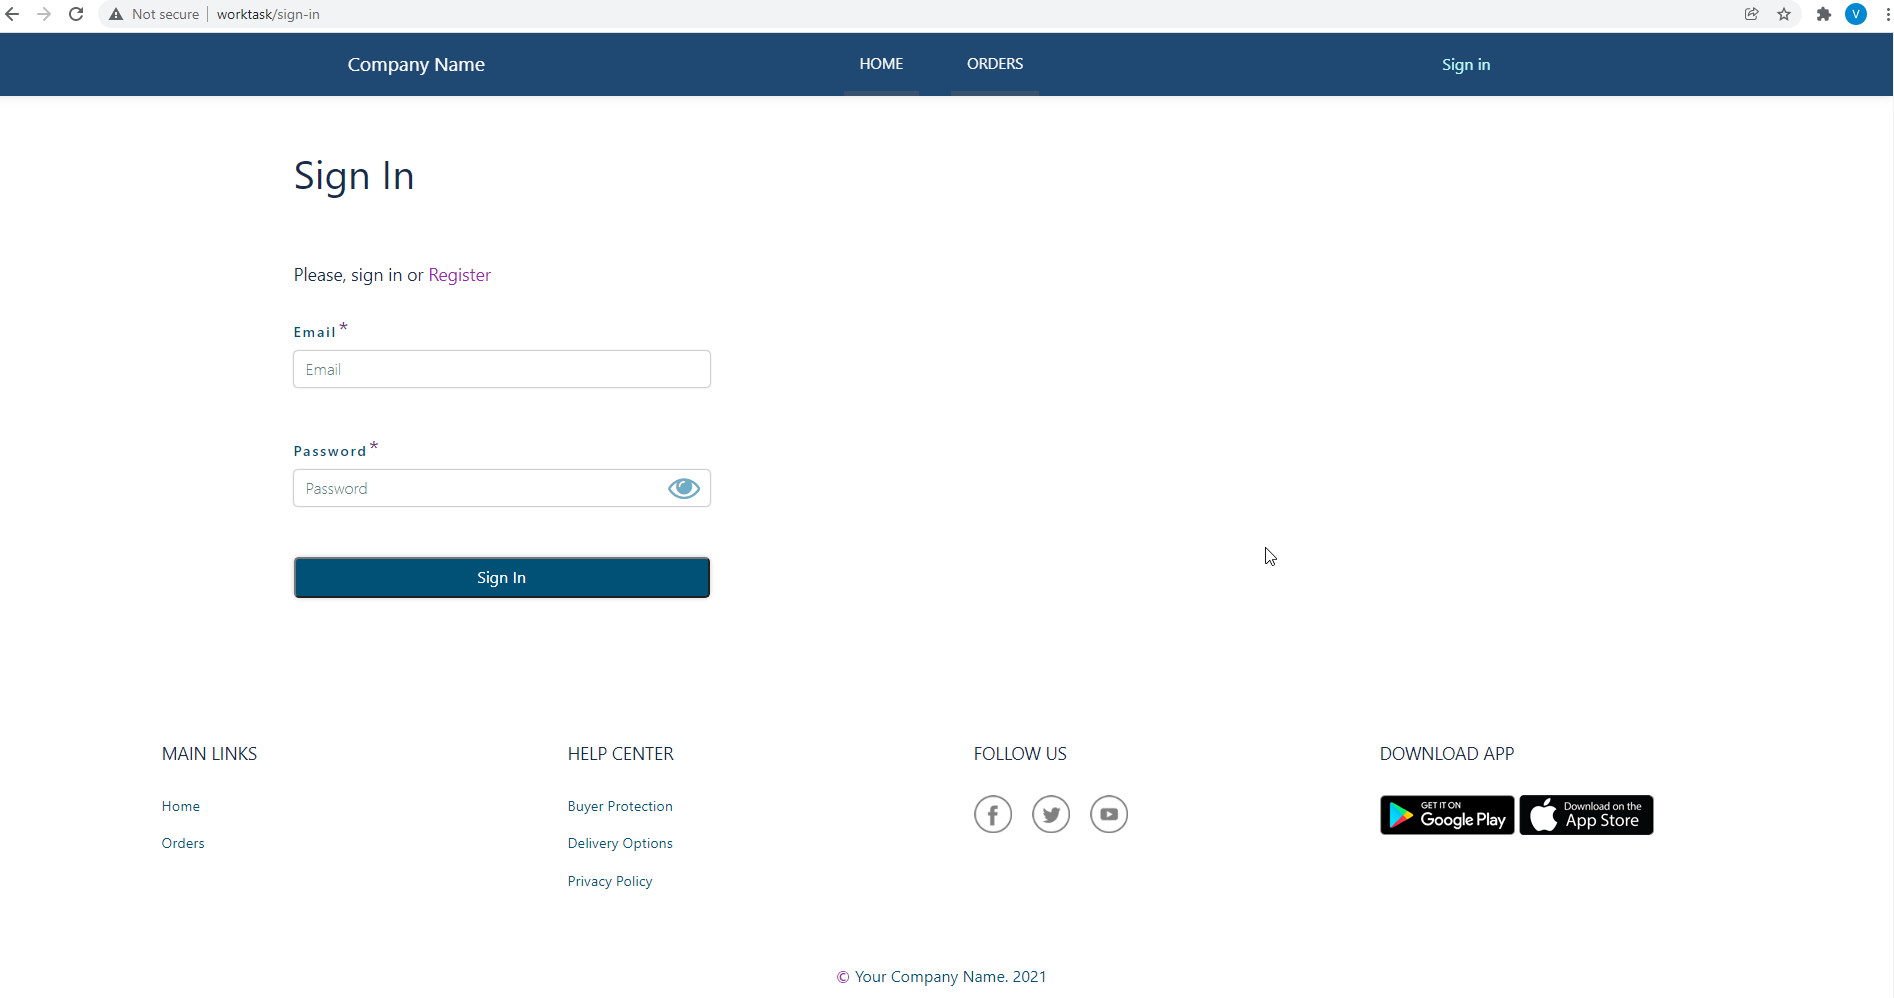 Not secure | worktask/sign-in
V
Company Name
HOME
ORDERS
Sign in
Sign In
Please, sign in or Register
Email*
Email
Password*
Password
Sign In
MAIN LINKS
Home
Orders
HELP CENTER
Buyer Protection
Delivery Options
Privacy Policy
FOLLOW US
DOWNLOAD APP
GET IT ON
Google Play
Download on the
App Store
© Your Company Name. 2021